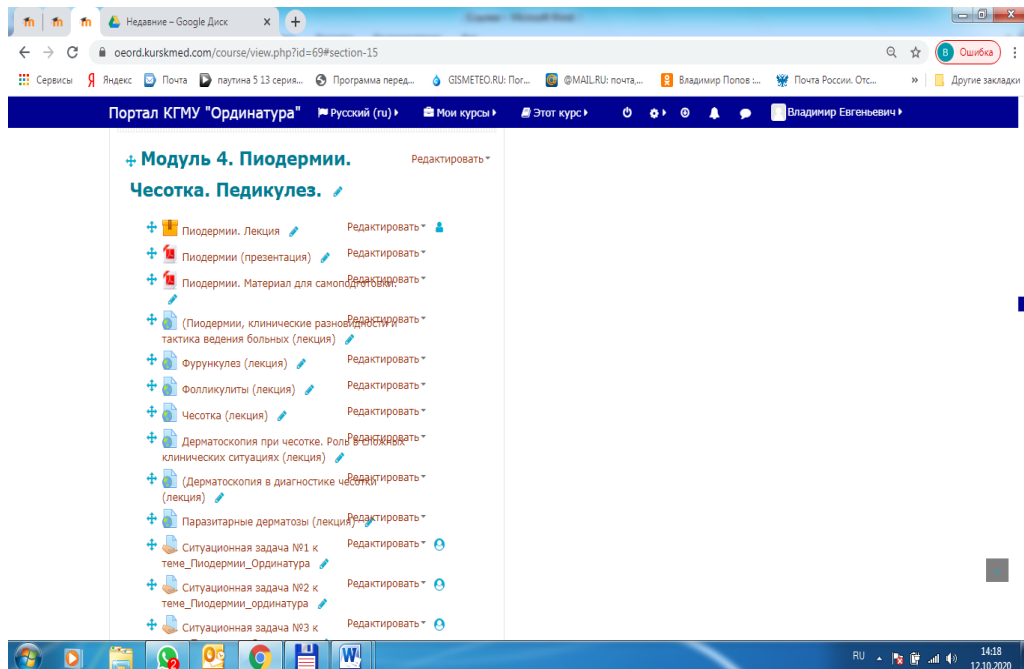 Недавние – Google Диск
oeord.kurskmed.com/course/view.php?id=69#section-15
В Ошибка
Сервисы Яндекс Почта паутина 5 13 серия... Программа перед... GISMETEO.RU: Пог... @MAIL.RU: почта,... Владимир Попов :... Почта России. Отс... » Другие закладки
Портал КГМУ "Ординатура" Русский (ru) Мои курсы Этот курс Владимир Евгеньевич
Модуль 4. Пиодермии. Редактировать
Чесотка. Педикулез.
Пиодермии. Лекция Редактировать
Пиодермии (презентация) Редактировать
Пиодермии. Материал для самоподготовки. Редактировать
(Пиодермии, клинические разновидности и Редактировать
тактика ведения больных (лекция)
Фурункулез (лекция) Редактировать
Фолликулиты (лекция) Редактировать
Чесотка (лекция) Редактировать
Дерматоскопия при чесотке. Роль в сложных Редактировать
клинических ситуациях (лекция)
(Дерматоскопия в диагностике чесотки Редактировать
(лекция)
Паразитарные дерматозы (лекция) Редактировать
Ситуационная задача №1 к Редактировать
теме_Пиодермии_Ординатура
Ситуационная задача №2 к Редактировать
теме_Пиодермии_ординатура
Ситуационная задача №3 к Редактировать
RU 14:18
12.10.2020